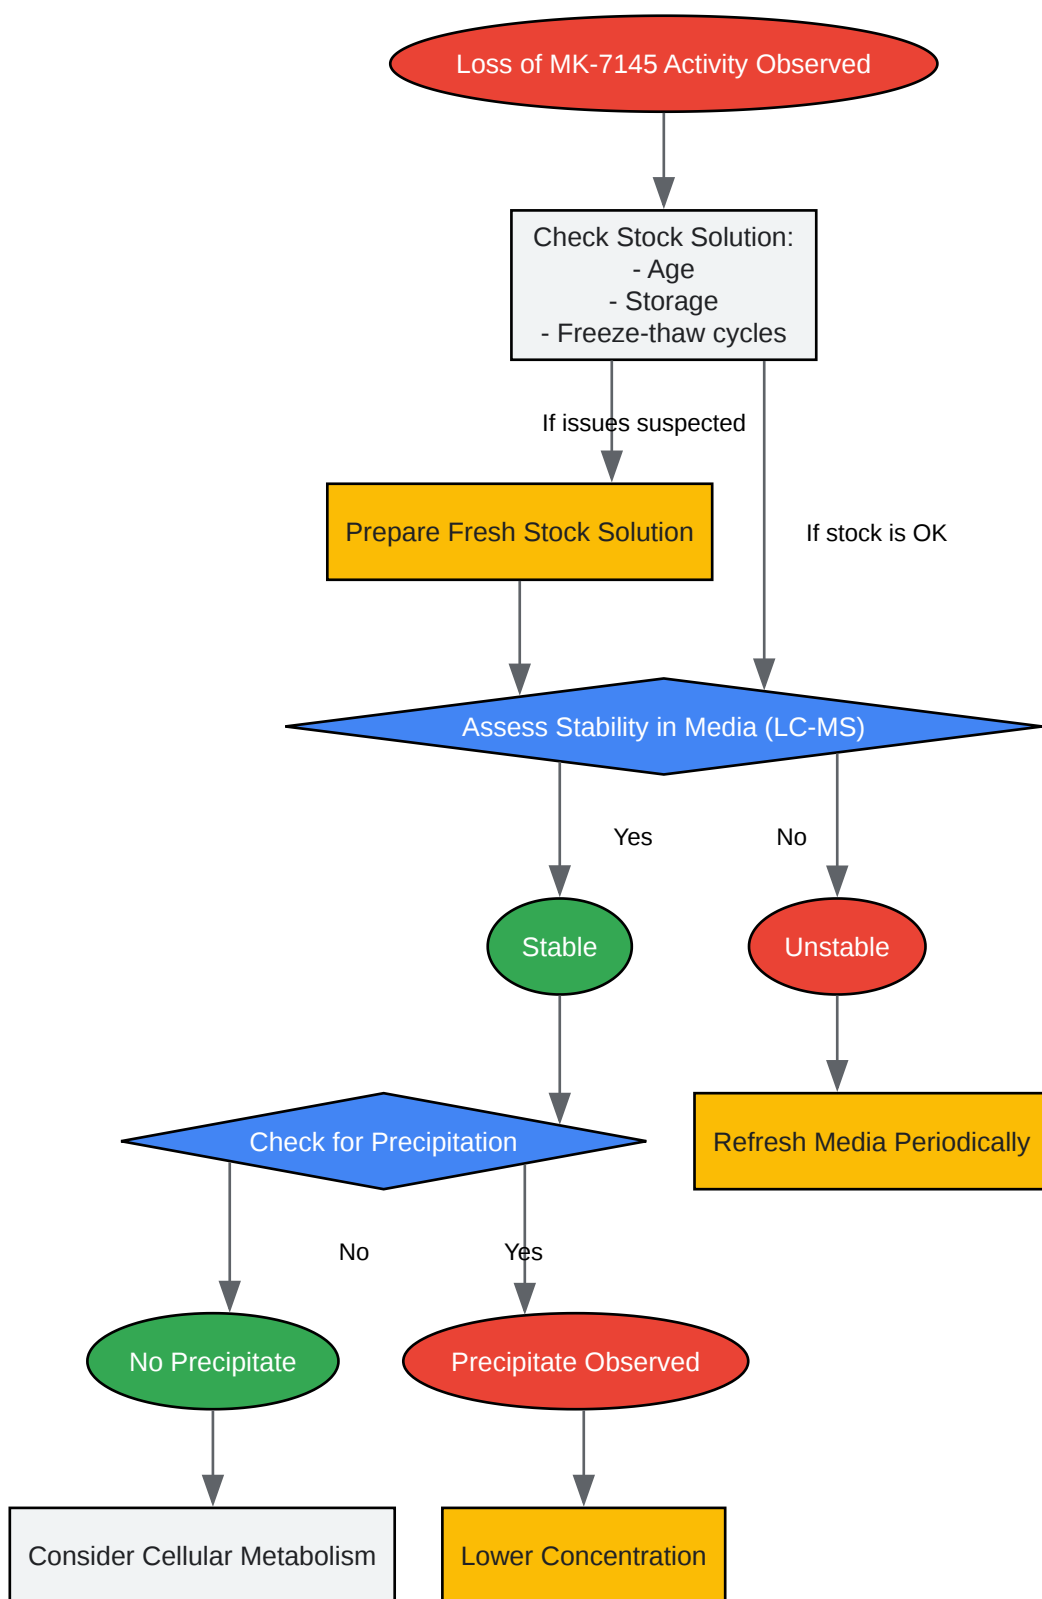 Loss of MK-7145 Activity Observed
Check Stock Solution:
- Age
- Storage
- Freeze-thaw cycles
If issues suspected
Prepare Fresh Stock Solution
If stock is OK
Assess Stability in Media (LC-MS)
Yes
No
Stable
Unstable
Check for Precipitation
Refresh Media Periodically
No
Yes
No Precipitate
Precipitate Observed
Consider Cellular Metabolism
Lower Concentration